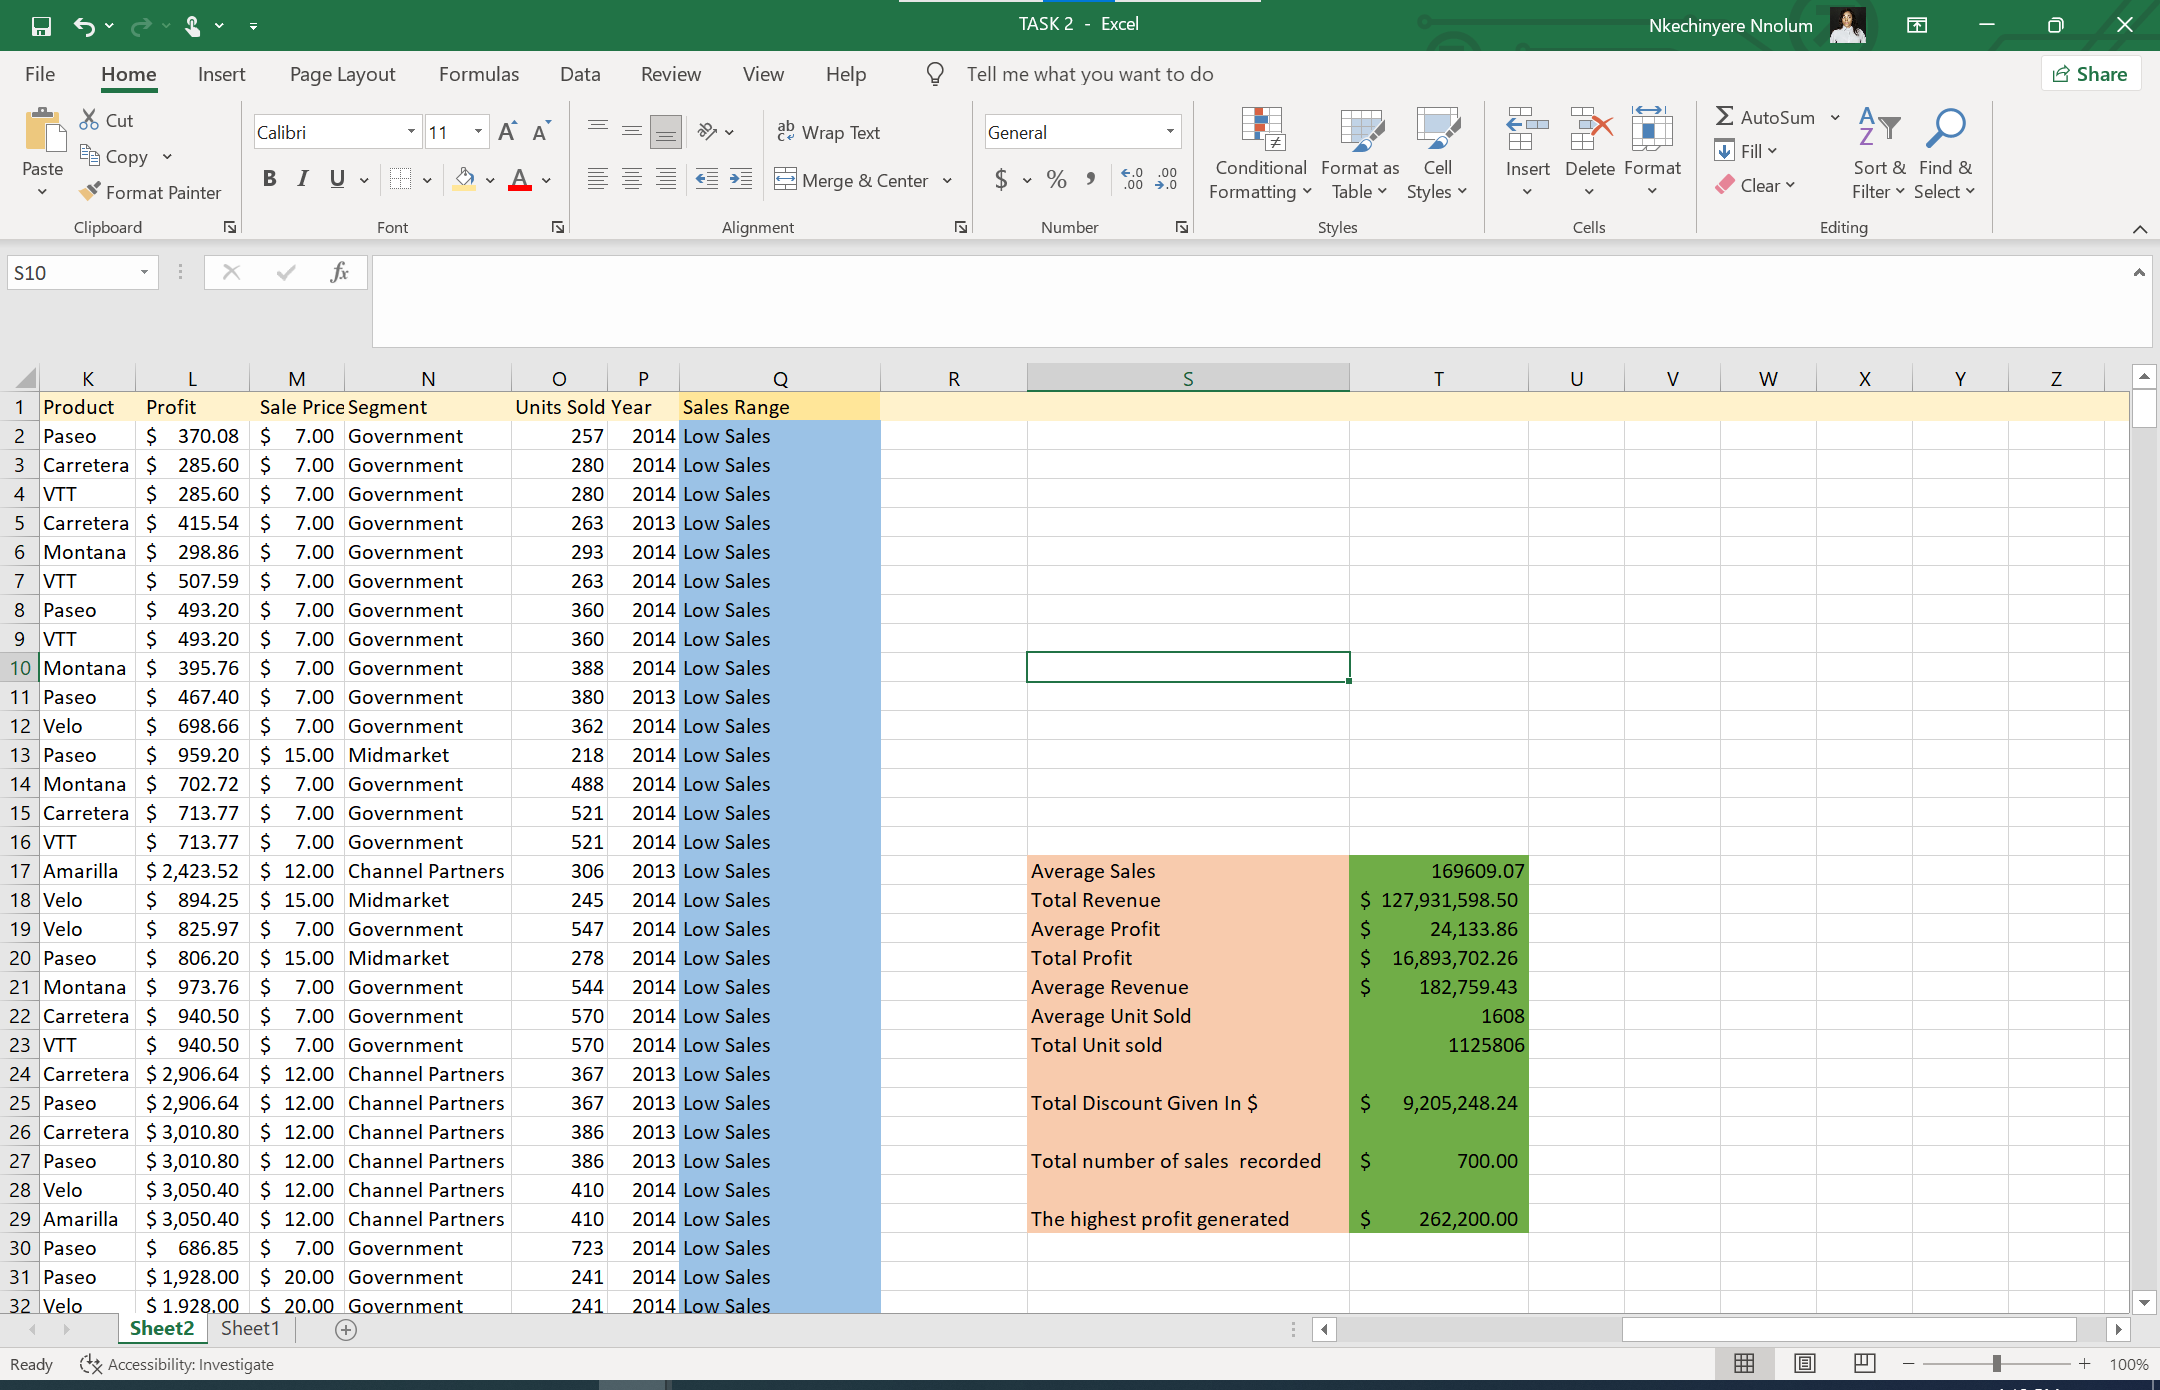 TASK 2 - Excel
Nkechinyere Nnolum
File Home Insert Page Layout Formulas Data Review View Help Tell me what you want to do Share
Paste
Cut
Copy
Format Painter
Clipboard
Calibri 11
B I U
Font
Wrap Text
Merge & Center
Alignment
General
$ % ,
Number
Conditional Formatting
Format as Table
Cell Styles
Styles
Insert Delete Format
Cells
AutoSum
Fill
Clear
Sort & Filter
Find & Select
Editing
S10 fx
K L M N O P Q R S T U V W X Y Z
1 Product Profit Sale Price Segment Units Sold Year Sales Range
2 Paseo $ 370.08 $ 7.00 Government 257 2014 Low Sales
3 Carretera $ 285.60 $ 7.00 Government 280 2014 Low Sales
4 VTT $ 285.60 $ 7.00 Government 280 2014 Low Sales
5 Carretera $ 415.54 $ 7.00 Government 263 2013 Low Sales
6 Montana $ 298.86 $ 7.00 Government 293 2014 Low Sales
7 VTT $ 507.59 $ 7.00 Government 263 2014 Low Sales
8 Paseo $ 493.20 $ 7.00 Government 360 2014 Low Sales
9 VTT $ 493.20 $ 7.00 Government 360 2014 Low Sales
10 Montana $ 395.76 $ 7.00 Government 388 2014 Low Sales
11 Paseo $ 467.40 $ 7.00 Government 380 2013 Low Sales
12 Velo $ 698.66 $ 7.00 Government 362 2014 Low Sales
13 Paseo $ 959.20 $ 15.00 Midmarket 218 2014 Low Sales
14 Montana $ 702.72 $ 7.00 Government 488 2014 Low Sales
15 Carretera $ 713.77 $ 7.00 Government 521 2014 Low Sales
16 VTT $ 713.77 $ 7.00 Government 521 2014 Low Sales
17 Amarilla $ 2,423.52 $ 12.00 Channel Partners 306 2013 Low Sales Average Sales 169609.07
18 Velo $ 894.25 $ 15.00 Midmarket 245 2014 Low Sales Total Revenue $ 127,931,598.50
19 Velo $ 825.97 $ 7.00 Government 547 2014 Low Sales Average Profit $ 24,133.86
20 Paseo $ 806.20 $ 15.00 Midmarket 278 2014 Low Sales Total Profit $ 16,893,702.26
21 Montana $ 973.76 $ 7.00 Government 544 2014 Low Sales Average Revenue $ 182,759.43
22 Carretera $ 940.50 $ 7.00 Government 570 2014 Low Sales Average Unit Sold 1608
23 VTT $ 940.50 $ 7.00 Government 570 2014 Low Sales Total Unit sold 1125806
24 Carretera $ 2,906.64 $ 12.00 Channel Partners 367 2013 Low Sales
25 Paseo $ 2,906.64 $ 12.00 Channel Partners 367 2013 Low Sales Total Discount Given In $ $ 9,205,248.24
26 Carretera $ 3,010.80 $ 12.00 Channel Partners 386 2013 Low Sales
27 Paseo $ 3,010.80 $ 12.00 Channel Partners 386 2013 Low Sales Total number of sales recorded $ 700.00
28 Velo $ 3,050.40 $ 12.00 Channel Partners 410 2014 Low Sales
29 Amarilla $ 3,050.40 $ 12.00 Channel Partners 410 2014 Low Sales The highest profit generated $ 262,200.00
30 Paseo $ 686.85 $ 7.00 Government 723 2014 Low Sales
31 Paseo $ 1,928.00 $ 20.00 Government 241 2014 Low Sales
32 Velo $ 1,928.00 $ 20.00 Government 241 2014 Low Sales
Sheet2 Sheet1
Ready Accessibility: Investigate 100%